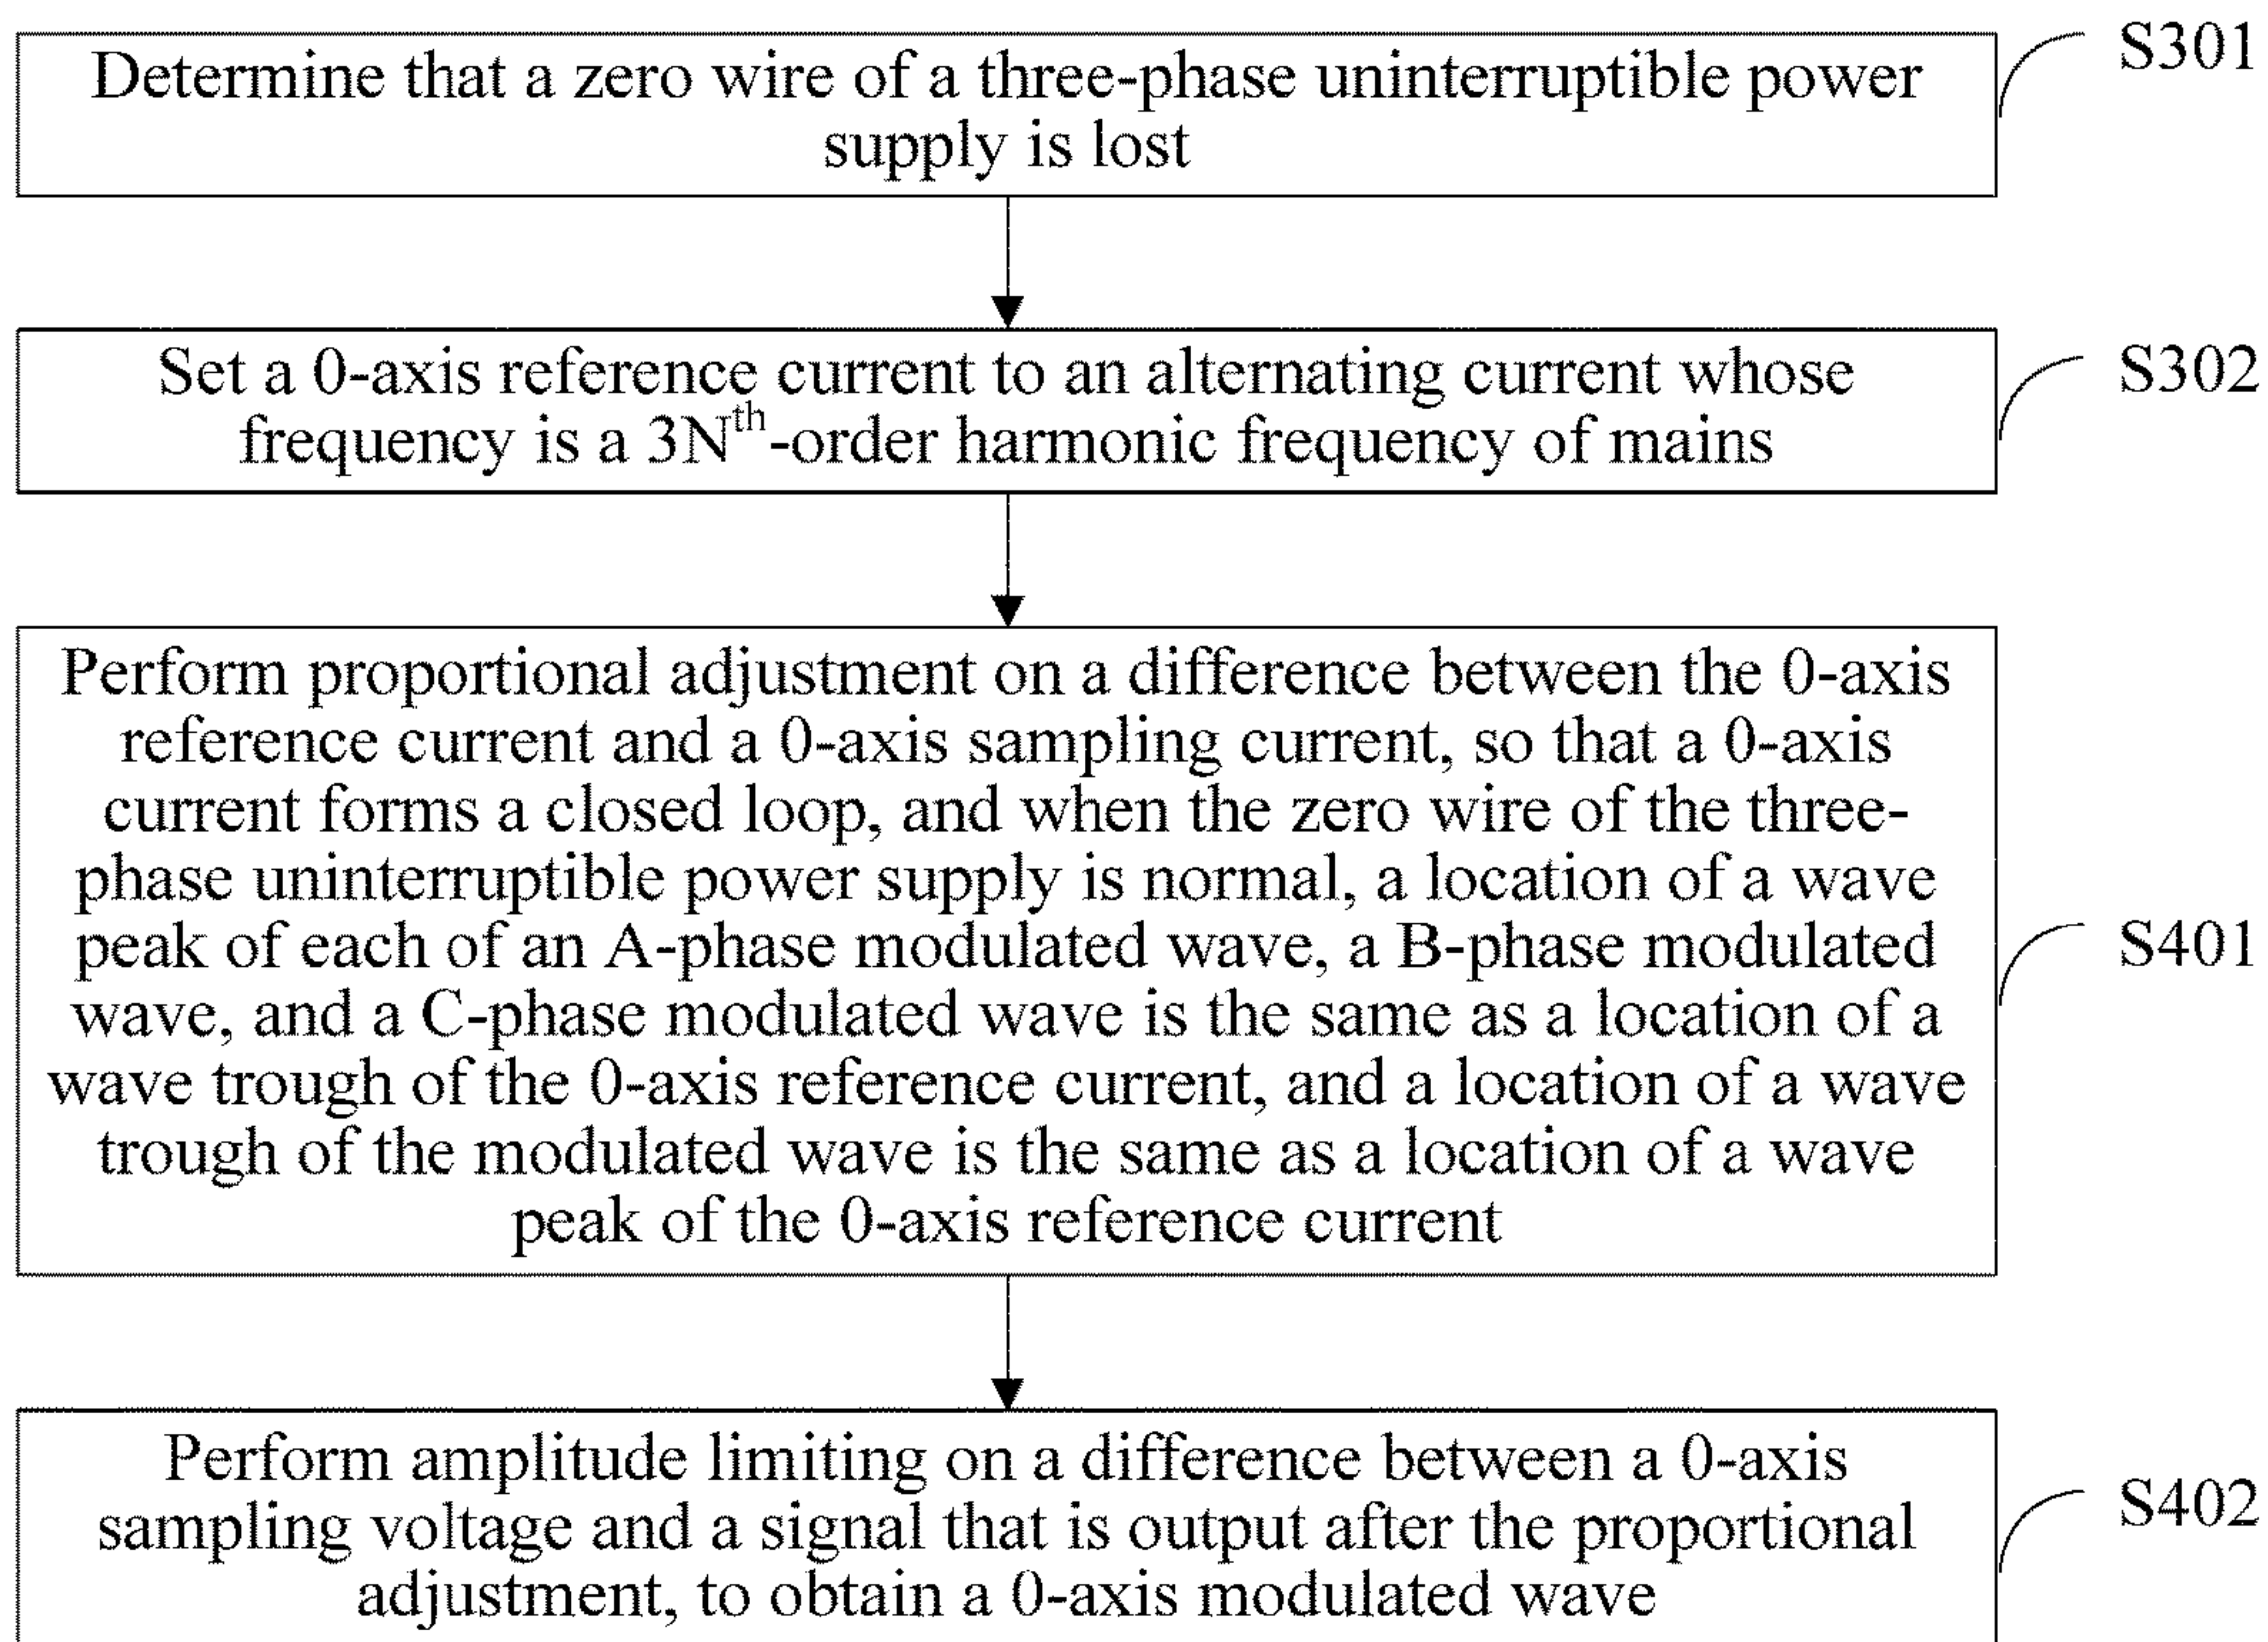 Determine that a zero wire of a three-phase uninterruptible power
supply is lost
S301
Set a 0-axis reference current to an alternating current whose
frequency is a 3Nth-order harmonic frequency of mains
S302
Perform proportional adjustment on a difference between the 0-axis
reference current and a 0-axis sampling current, so that a 0-axis
current forms a closed loop, and when the zero wire of the three-
phase uninterruptible power supply is normal, a location of a wave
peak of each of an A-phase modulated wave, a B-phase modulated
wave, and a C-phase modulated wave is the same as a location of a
wave trough of the 0-axis reference current, and a location of a wave
trough of the modulated wave is the same as a location of a wave
peak of the 0-axis reference current
S401
Perform amplitude limiting on a difference between a 0-axis
sampling voltage and a signal that is output after the proportional
adjustment, to obtain a 0-axis modulated wave
S402